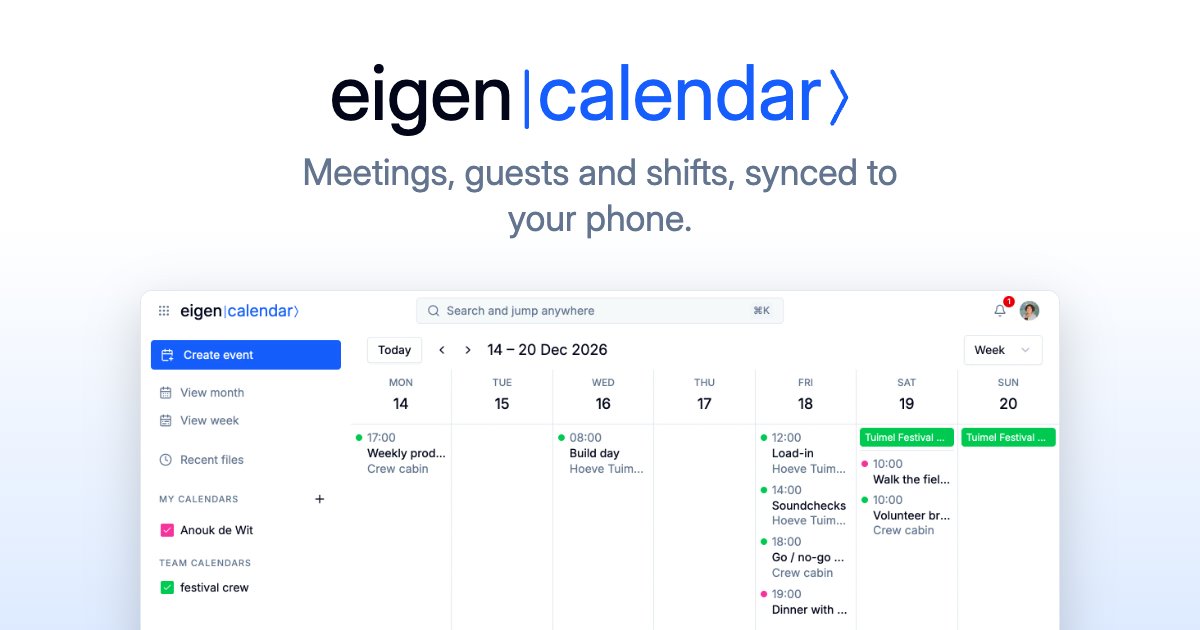 eigen|calendar⟩
Meetings, guests and shifts, synced to
your phone.
eigen|calendar⟩
Search and jump anywhere ⌘K
1
Create event
Today ‹ › 14 – 20 Dec 2026
Week
View month
View week
Recent files
MY CALENDARS +
Anouk de Wit
TEAM CALENDARS
festival crew
MON
14
TUE
15
WED
16
THU
17
FRI
18
SAT
19
SUN
20
17:00
Weekly prod...
Crew cabin
08:00
Build day
Hoeve Tuim...
12:00
Load-in
Hoeve Tuim...
14:00
Soundchecks
Hoeve Tuim...
18:00
Go / no-go ...
Crew cabin
19:00
Dinner with ...
Tuimel Festival ...
10:00
Walk the fiel...
10:00
Volunteer br...
Crew cabin
Tuimel Festival ...